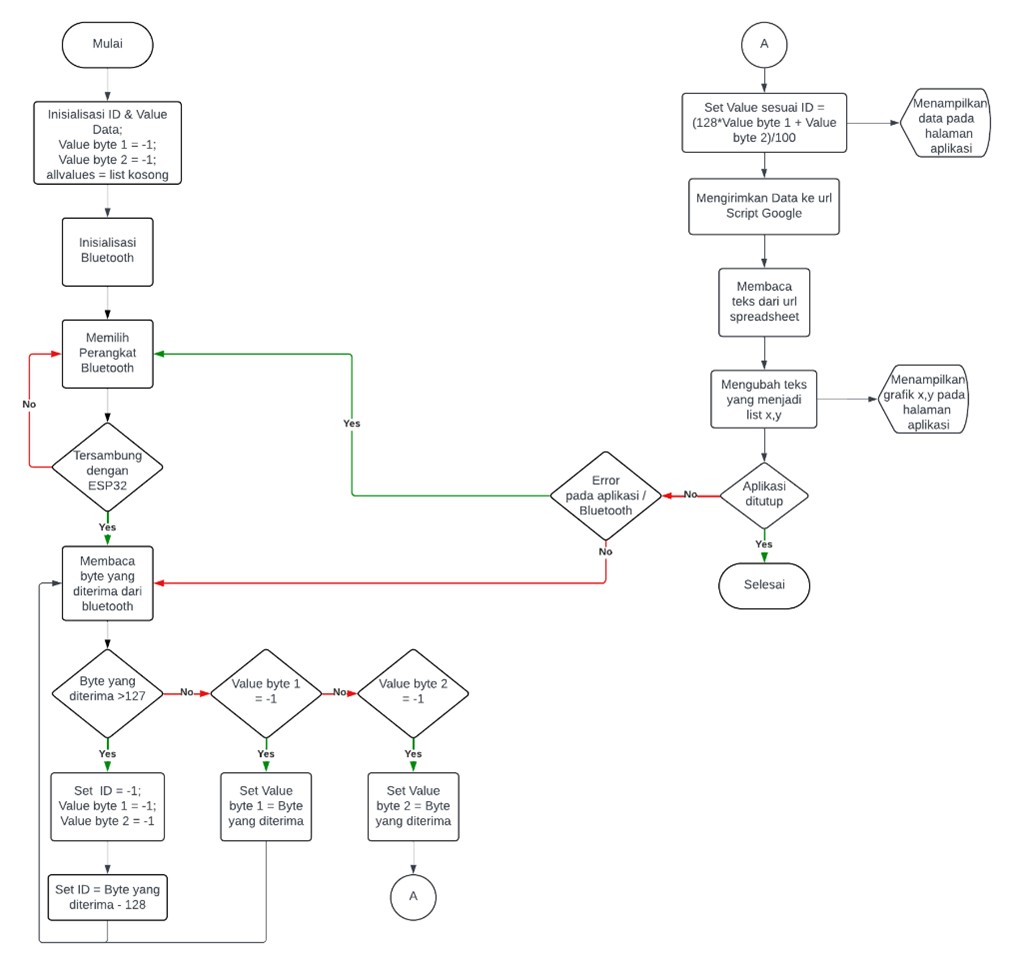 Mulai
Inisialisasi ID & Value
Data;
Value byte 1 = -1;
Value byte 2 = -1;
allvalues = list kosong
Inisialisasi
Bluetooth
Memilih
Perangkat
Bluetooth
No
Tersambung
dengan
ESP32
Yes
Membaca
byte yang
diterima dari
bluetooth
Byte yang
diterima >127
No
Value byte 1
= -1
No
Value byte 2
= -1
Yes
Yes
Yes
Set  ID = -1;
Value byte 1 = -1;
Value byte 2 = -1
Set Value
byte 1 = Byte
yang diterima
Set Value
byte 2 = Byte
yang diterima
Set ID = Byte yang
diterima - 128
A
A
Set Value sesuai ID =
(128*Value byte 1 + Value
byte 2)/100
Menampilkan
data pada
halaman
aplikasi
Mengirimkan Data ke url
Script Google
Membaca
teks dari url
spreadsheet
Mengubah teks
yang menjadi
list x,y
Menampilkan
grafik x,y pada
halaman
aplikasi
Aplikasi
ditutup
No
Error
pada aplikasi /
Bluetooth
Yes
No
Yes
Selesai